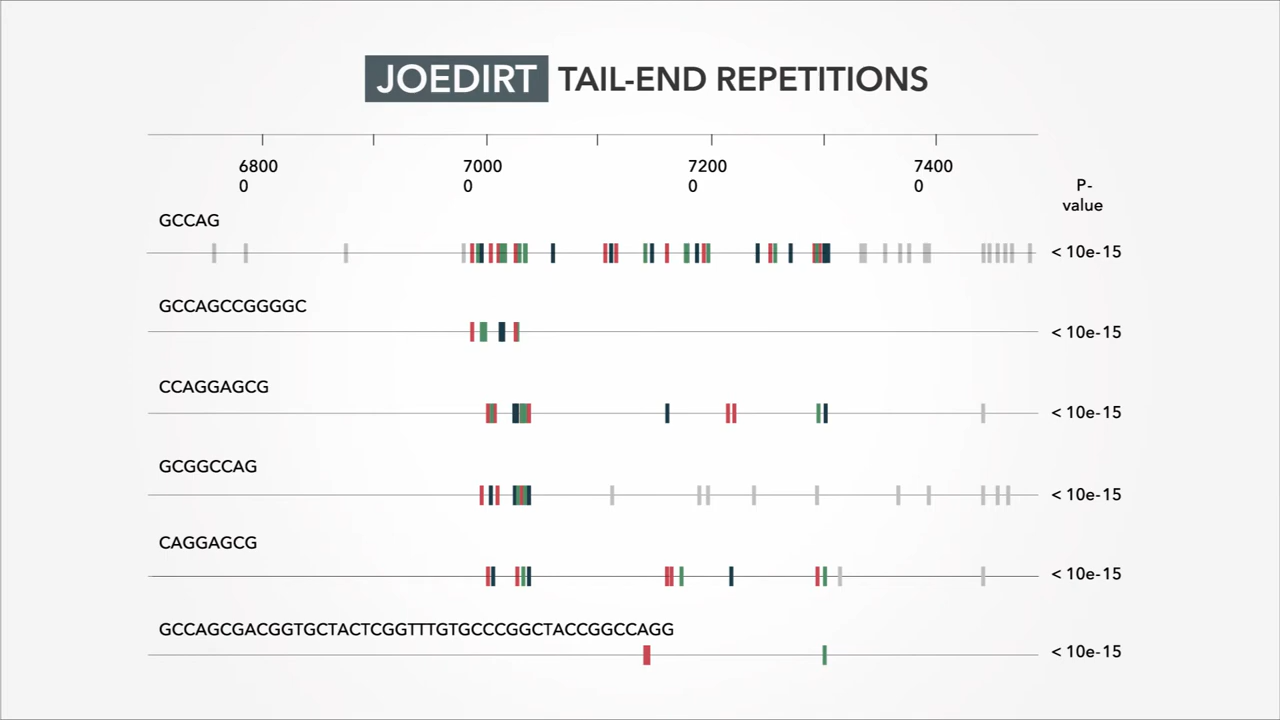 JOEDIRT TAIL-END REPETITIONS
6800 7000 7200 7400
0 0 0 0
P-
value
GCCAG
< 10e-15
GCCAGCCGGGGC
< 10e-15
CCAGGAGCG
< 10e-15
GCGGCCAG
< 10e-15
CAGGAGCG
< 10e-15
GCCAGCGACGGTGCTACTCGGTTTGTGCCCGGCTACCGGCCAGG
< 10e-15